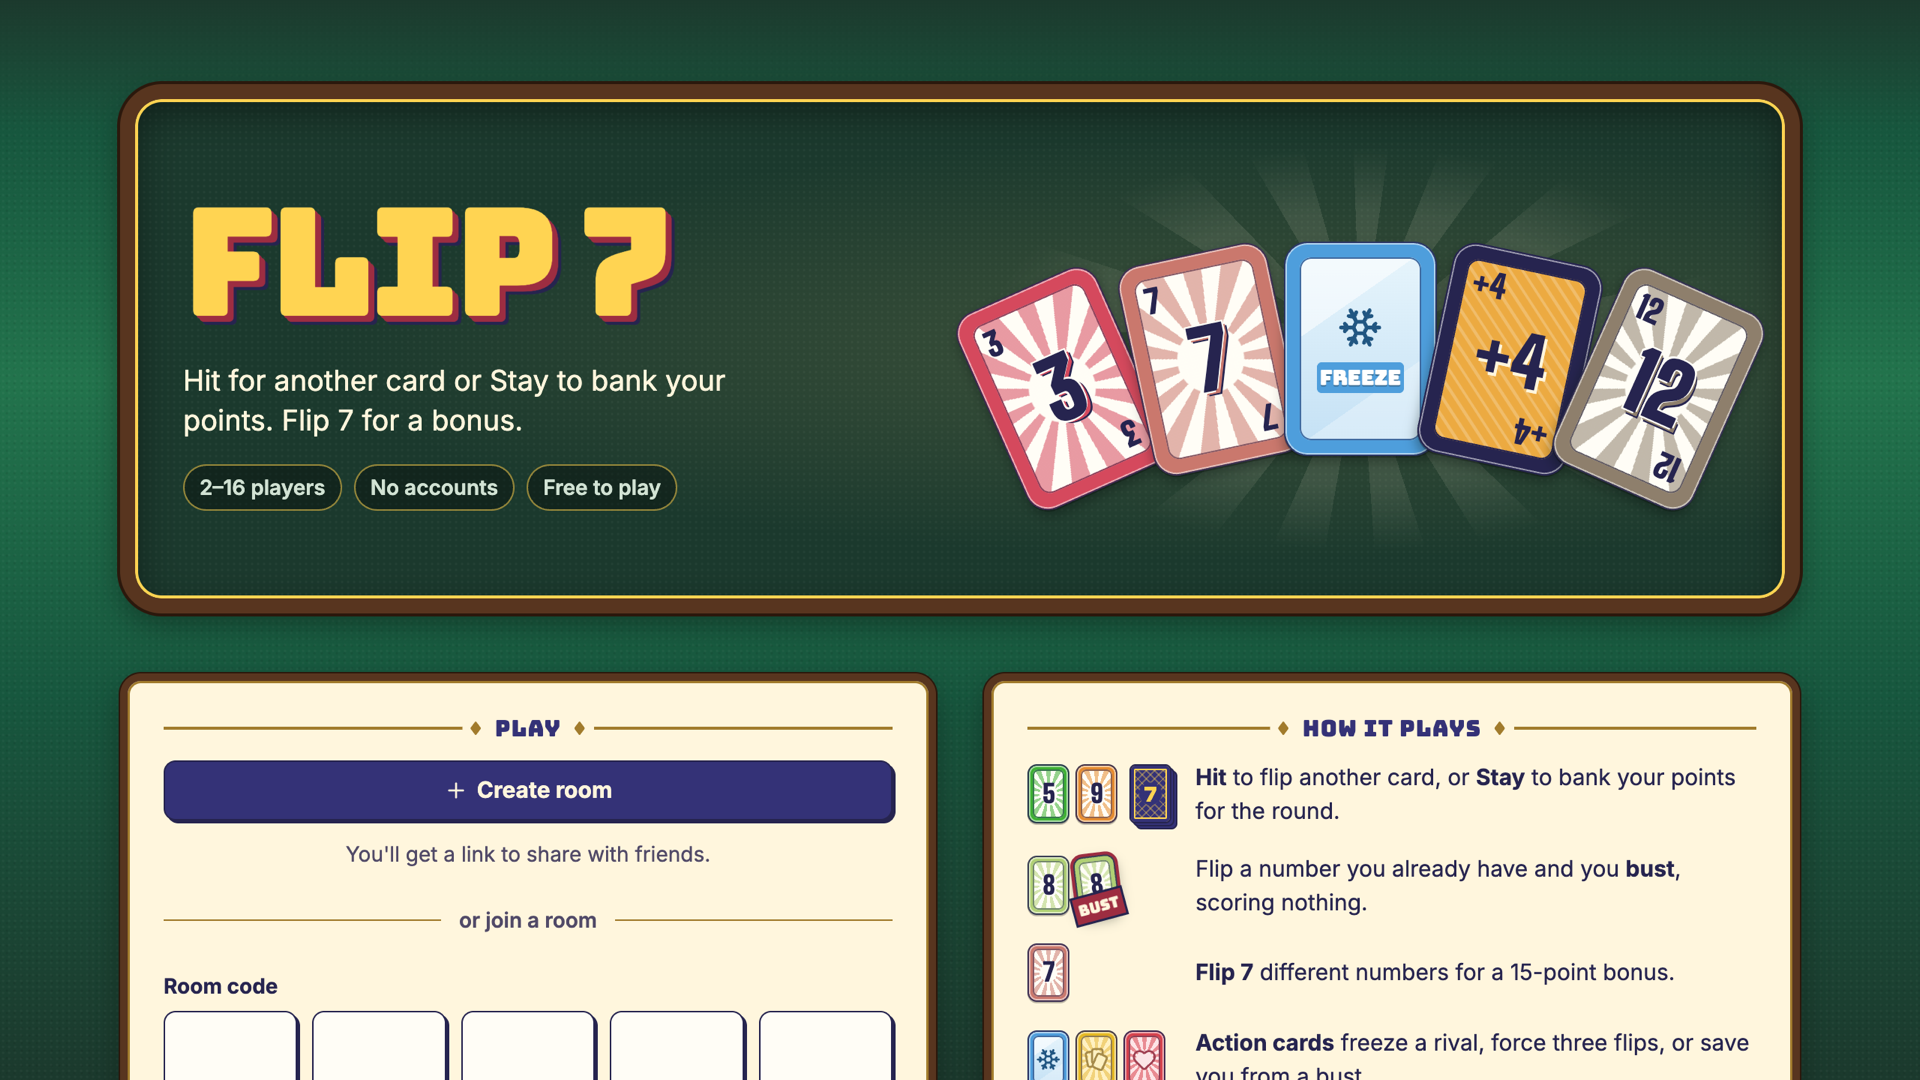 FLIP 7
Hit for another card or Stay to bank your
points. Flip 7 for a bonus.
2–16 players
No accounts
Free to play
3
3
3
7
7
7
FREEZE
+4
+4
+4
12
12
12
PLAY
+ Create room
You'll get a link to share with friends.
or join a room
Room code
HOW IT PLAYS
5 9 7
Hit to flip another card, or Stay to bank your points
for the round.
8 8
BUST
Flip a number you already have and you bust,
scoring nothing.
7
Flip 7 different numbers for a 15-point bonus.
Action cards freeze a rival, force three flips, or save
you from a bust.